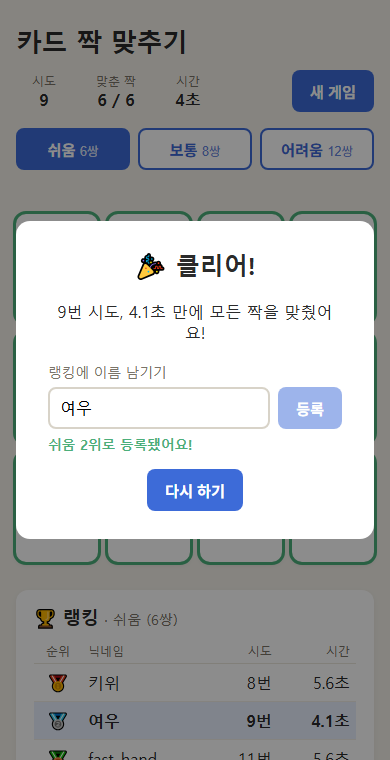 카드 짝 맞추기
시도 맞춘 짝 시간
9 6 / 6 4초
새 게임
쉬움 6쌍 보통 8쌍 어려움 12쌍
클리어!
9번 시도, 4.1초 만에 모든 짝을 맞췄어
요!
랭킹에 이름 남기기
여우 등록
쉬움 2위로 등록됐어요!
다시 하기
랭킹 · 쉬움 (6쌍)
순위 닉네임 시도 시간
키위 8번 5.6초
여우 9번 4.1초
fast_hand 11번 5.6초